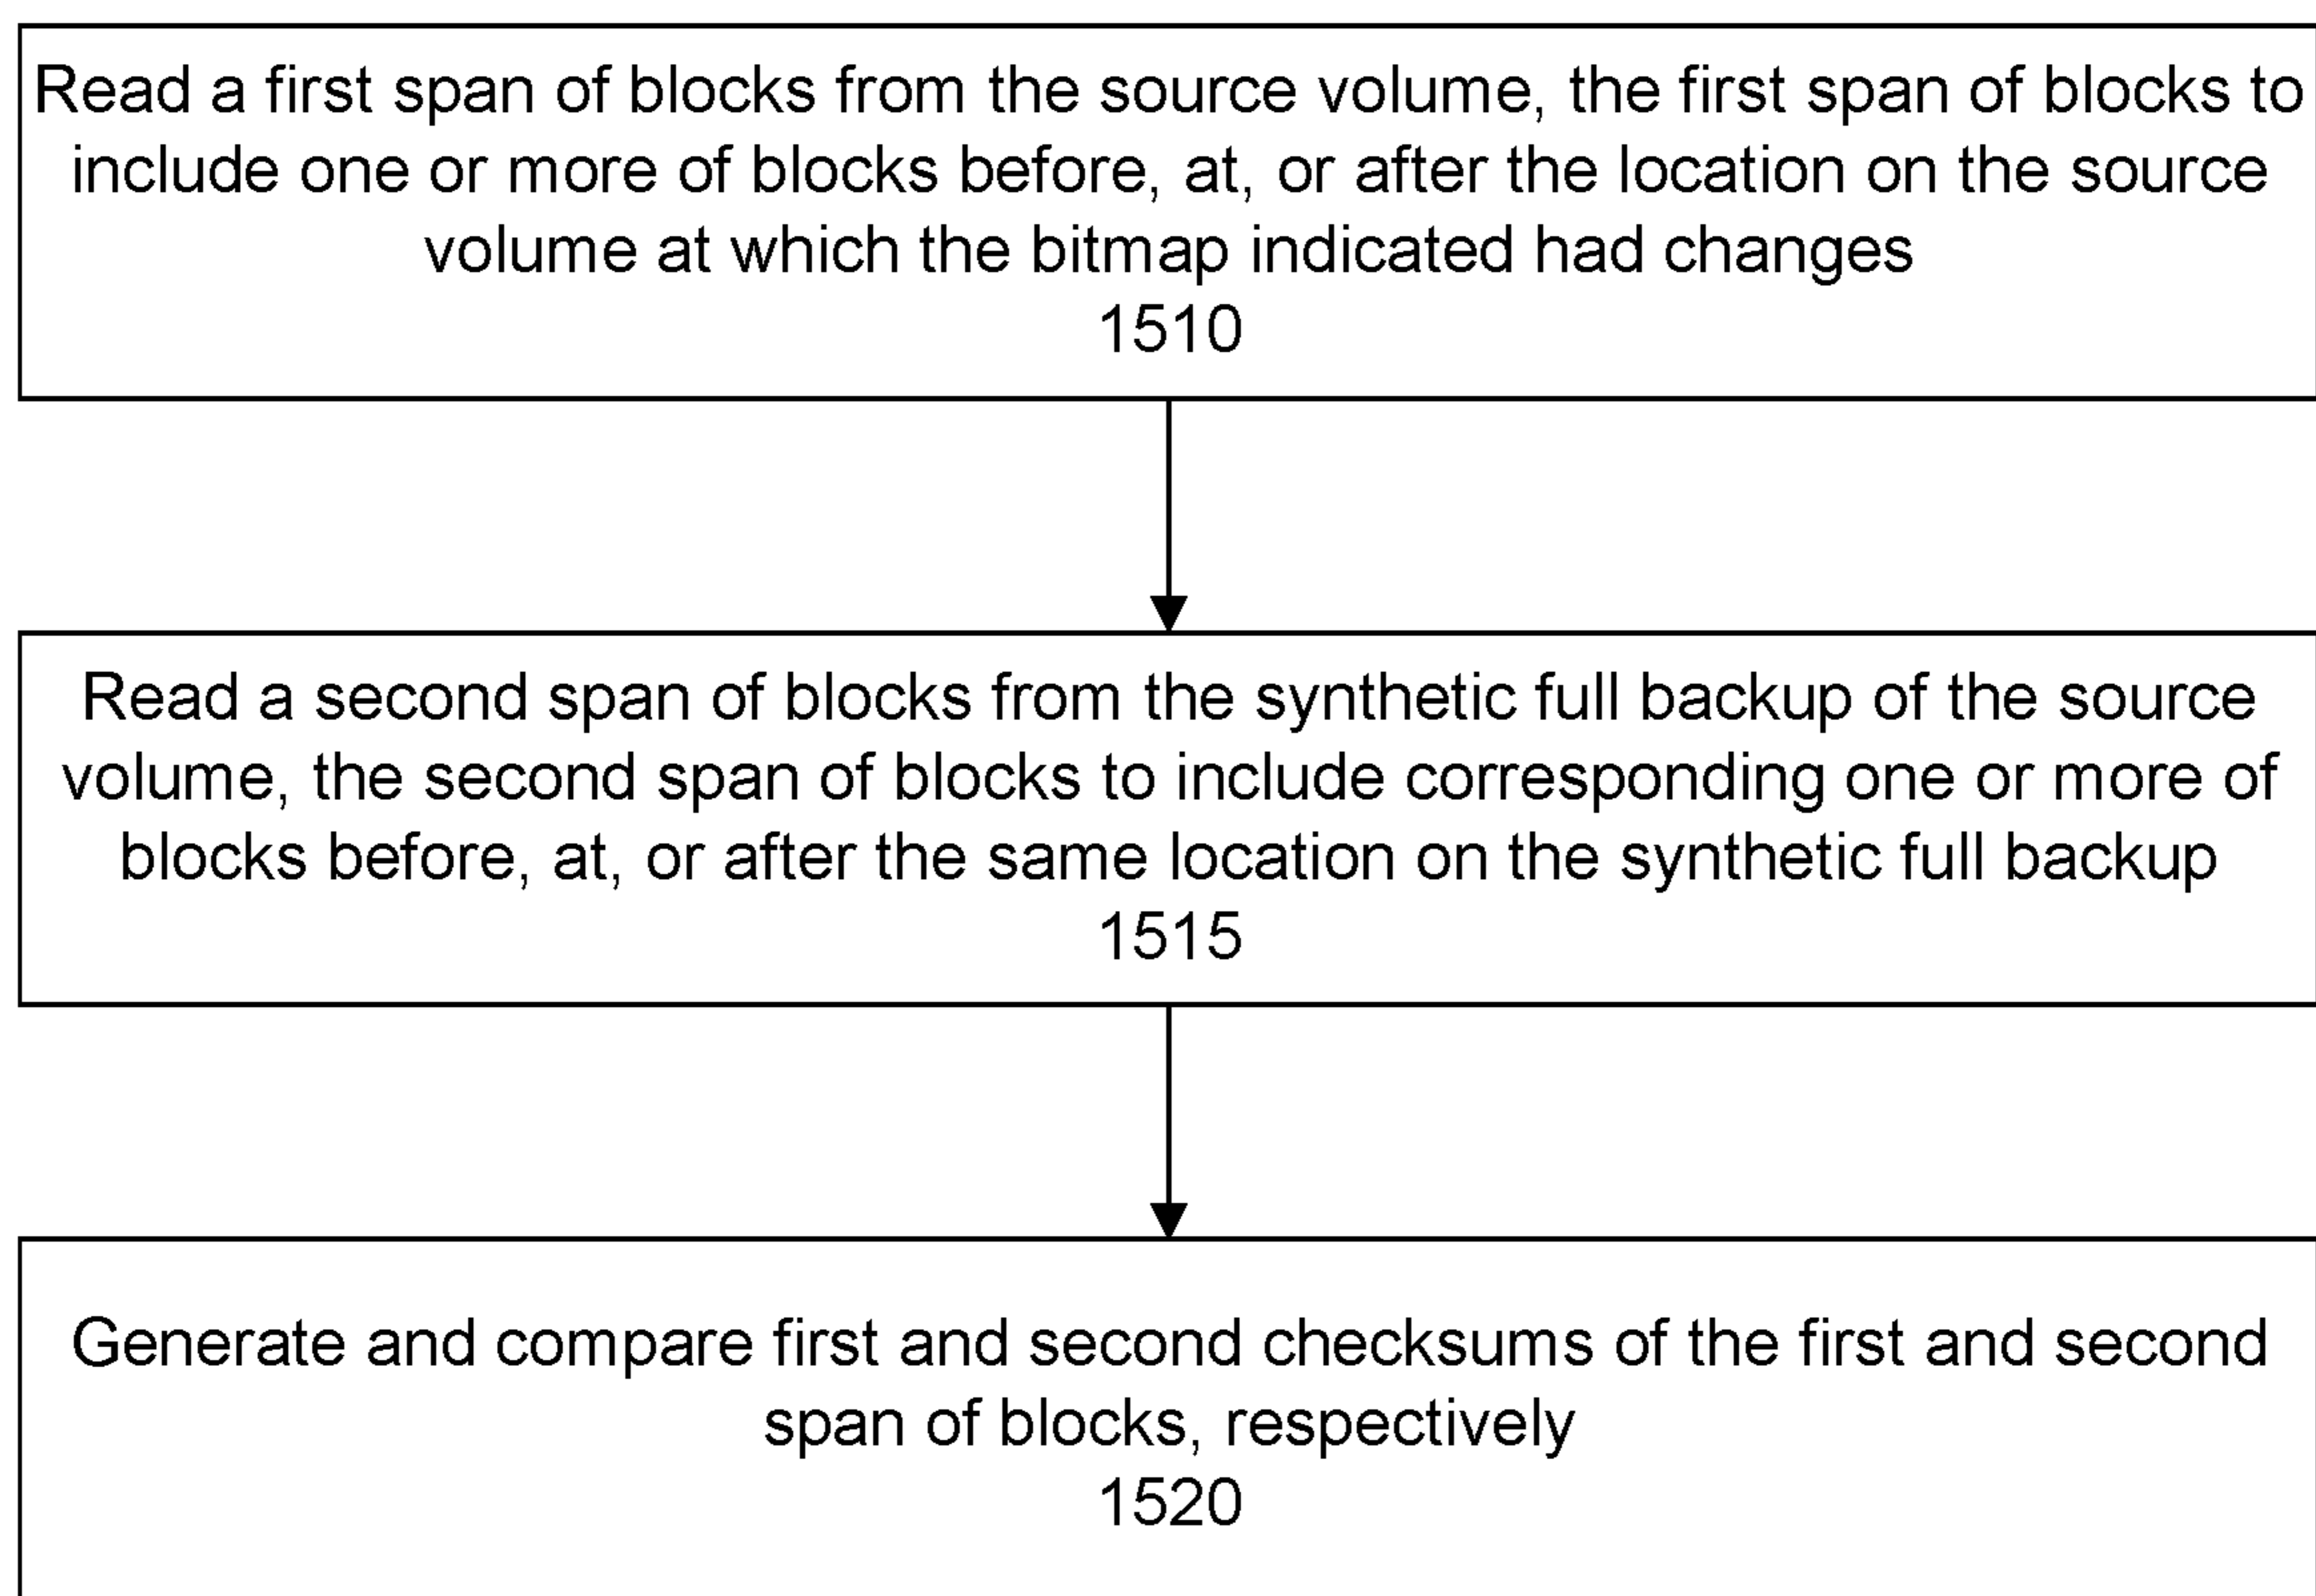 Read a first span of blocks from the source volume, the first span of blocks to
include one or more of blocks before, at, or after the location on the source
volume at which the bitmap indicated had changes
1510
Read a second span of blocks from the synthetic full backup of the source
volume, the second span of blocks to include corresponding one or more of
blocks before, at, or after the same location on the synthetic full backup
1515
Generate and compare first and second checksums of the first and second
span of blocks, respectively
1520